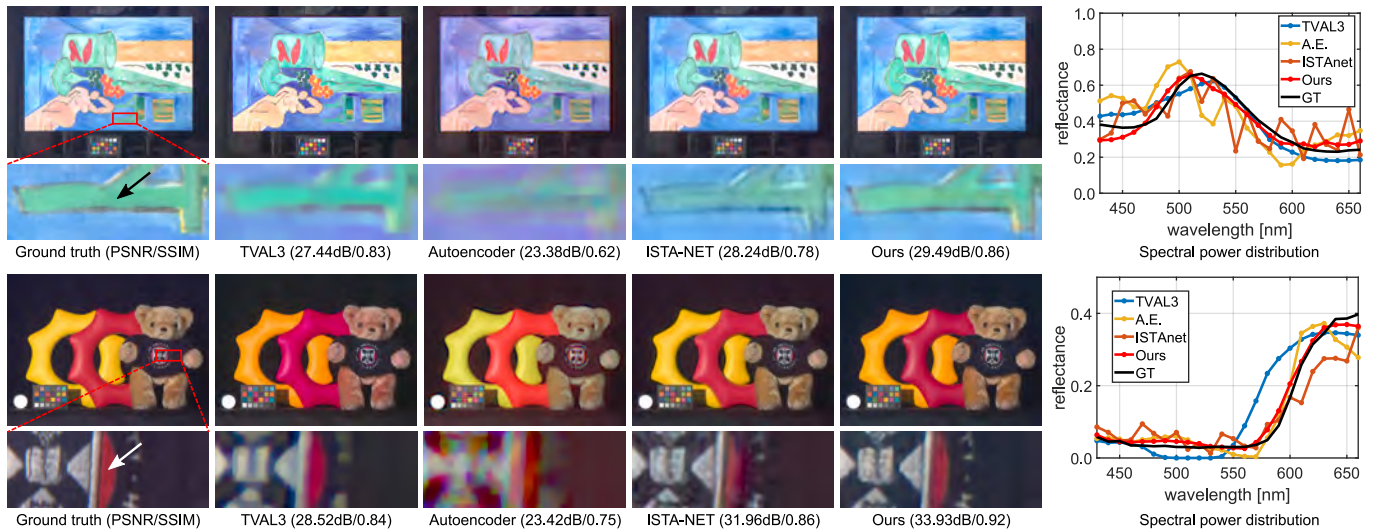 Ground truth (PSNR/SSIM)
TVAL3 (27.44dB/0.83)
Autoencoder (23.38dB/0.62)
ISTA-NET (28.24dB/0.78)
Ours (29.49dB/0.86)
1.0
0.8
0.6
0.4
0.2
0.0
reflectance
TVAL3
A.E.
ISTAnet
Ours
GT
450 500 550 600 650
wavelength [nm]
Spectral power distribution
Ground truth (PSNR/SSIM)
TVAL3 (28.52dB/0.84)
Autoencoder (23.42dB/0.75)
ISTA-NET (31.96dB/0.86)
Ours (33.93dB/0.92)
0.4
0.2
0.0
reflectance
TVAL3
A.E.
ISTAnet
Ours
GT
450 500 550 600 650
wavelength [nm]
Spectral power distribution